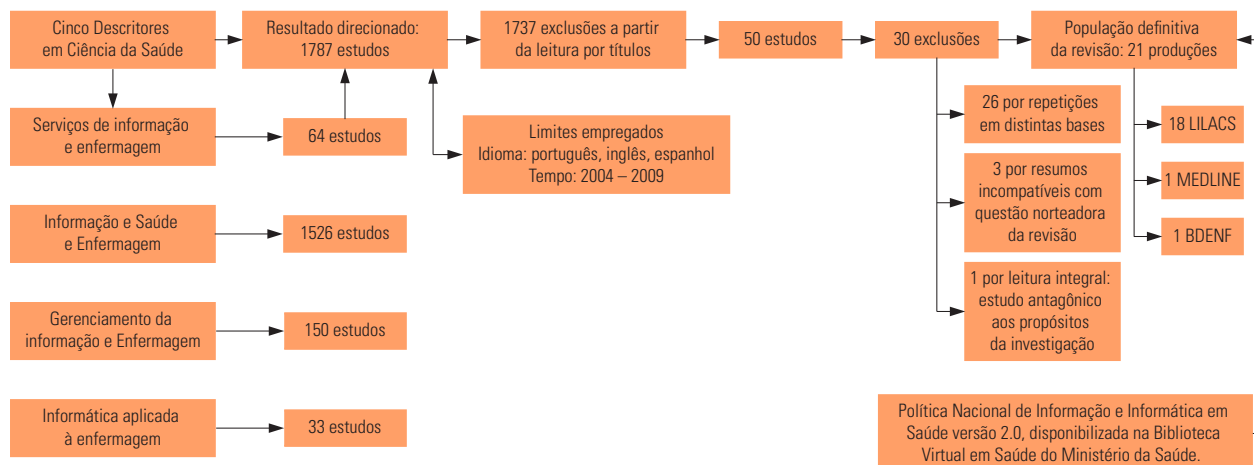 Cinco Descritores
em Ciência da Saúde
Resultado direcionado:
1787 estudos
1737 exclusões a partir
da leitura por títulos
50 estudos
30 exclusões
População definitiva
da revisão: 21 produções
Serviços de informação
e enfermagem
64 estudos
Limites empregados
Idioma: português, inglês, espanhol
Tempo: 2004 – 2009
26 por repetições
em distintas bases
18 LILACS
3 por resumos
incompatíveis com
questão norteadora
da revisão
1 MEDLINE
1 BDENF
Informação e Saúde
e Enfermagem
1526 estudos
1 por leitura integral:
estudo antagônico
aos propósitos
da investigação
Gerenciamento da
informação e Enfermagem
150 estudos
Informática aplicada
à enfermagem
33 estudos
Política Nacional de Informação e Informática em
Saúde versão 2.0, disponibilizada na Biblioteca
Virtual em Saúde do Ministério da Saúde.